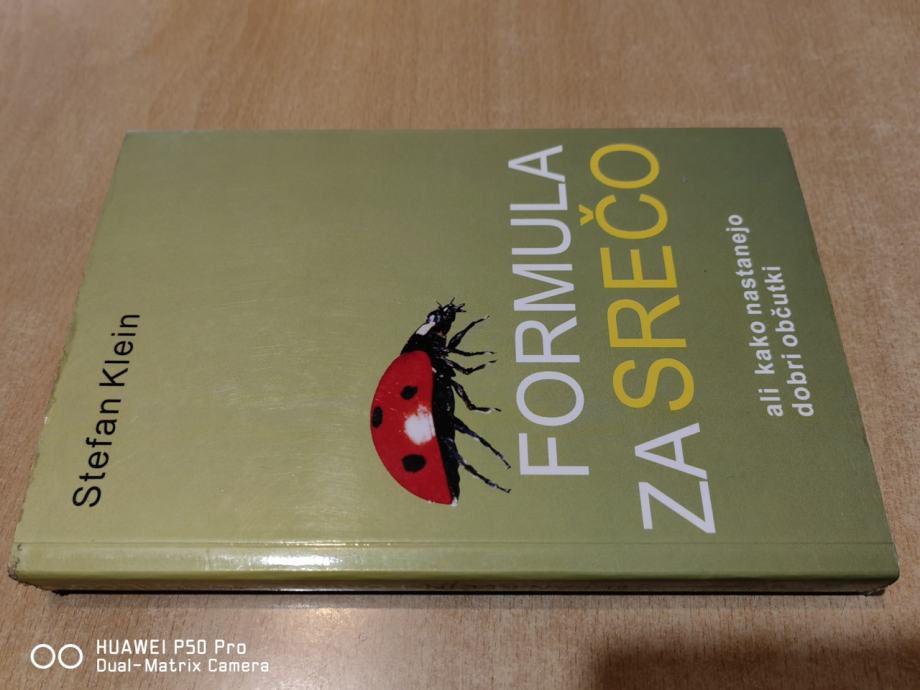 Stefan Klein
FORMULA
ZA SREČO
ali kako nastanejo
dobri občutki
HUAWEI P50 Pro
Dual-Matrix Camera